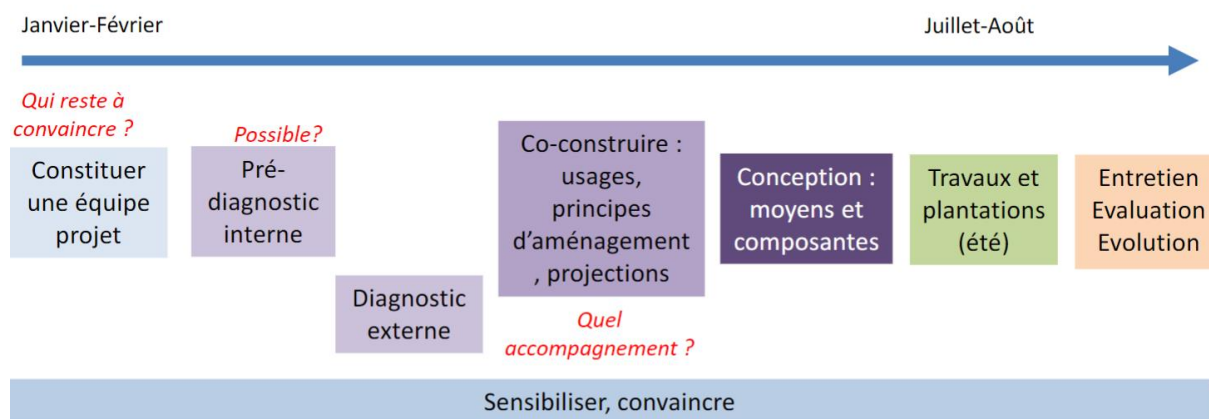 Janvier-Février
Juillet-Août
Qui reste à
convaincre ?
Constituer
une équipe
projet
Possible?
Pré-
diagnostic
interne
Diagnostic
externe
Co-construire :
usages,
principes
d’aménagement
, projections
Quel
accompagnement ?
Conception :
moyens et
composantes
Travaux et
plantations
(été)
Entretien
Evaluation
Evolution
Sensibiliser, convaincre